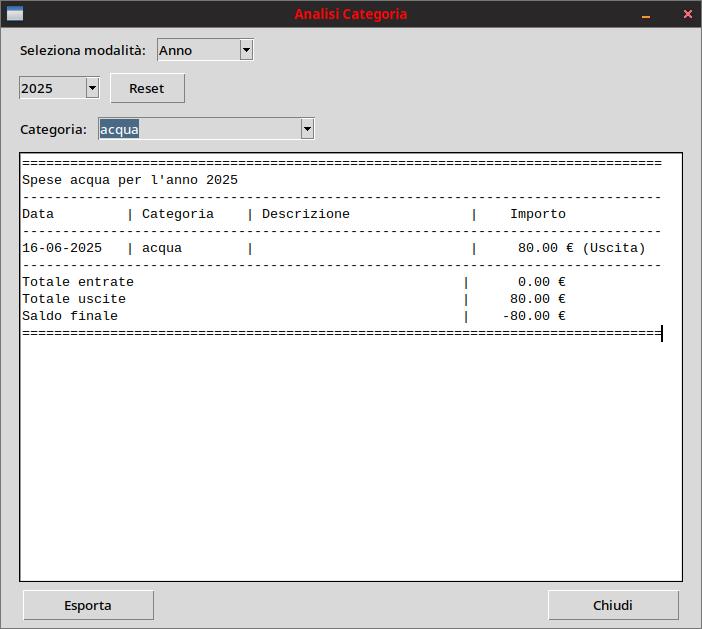 Analisi Categoria
Seleziona modalità: Anno
2025 Reset
Categoria: acqua
================================================================================
Spese acqua per l'anno 2025
--------------------------------------------------------------------------------
Data         | Categoria    | Descrizione               |    Importo
--------------------------------------------------------------------------------
16-06-2025   | acqua        |                           |     80.00 € (Uscita)
--------------------------------------------------------------------------------
Totale entrate                                         |      0.00 €
Totale uscite                                          |     80.00 €
Saldo finale                                           |    -80.00 €
================================================================================
Esporta Chiudi